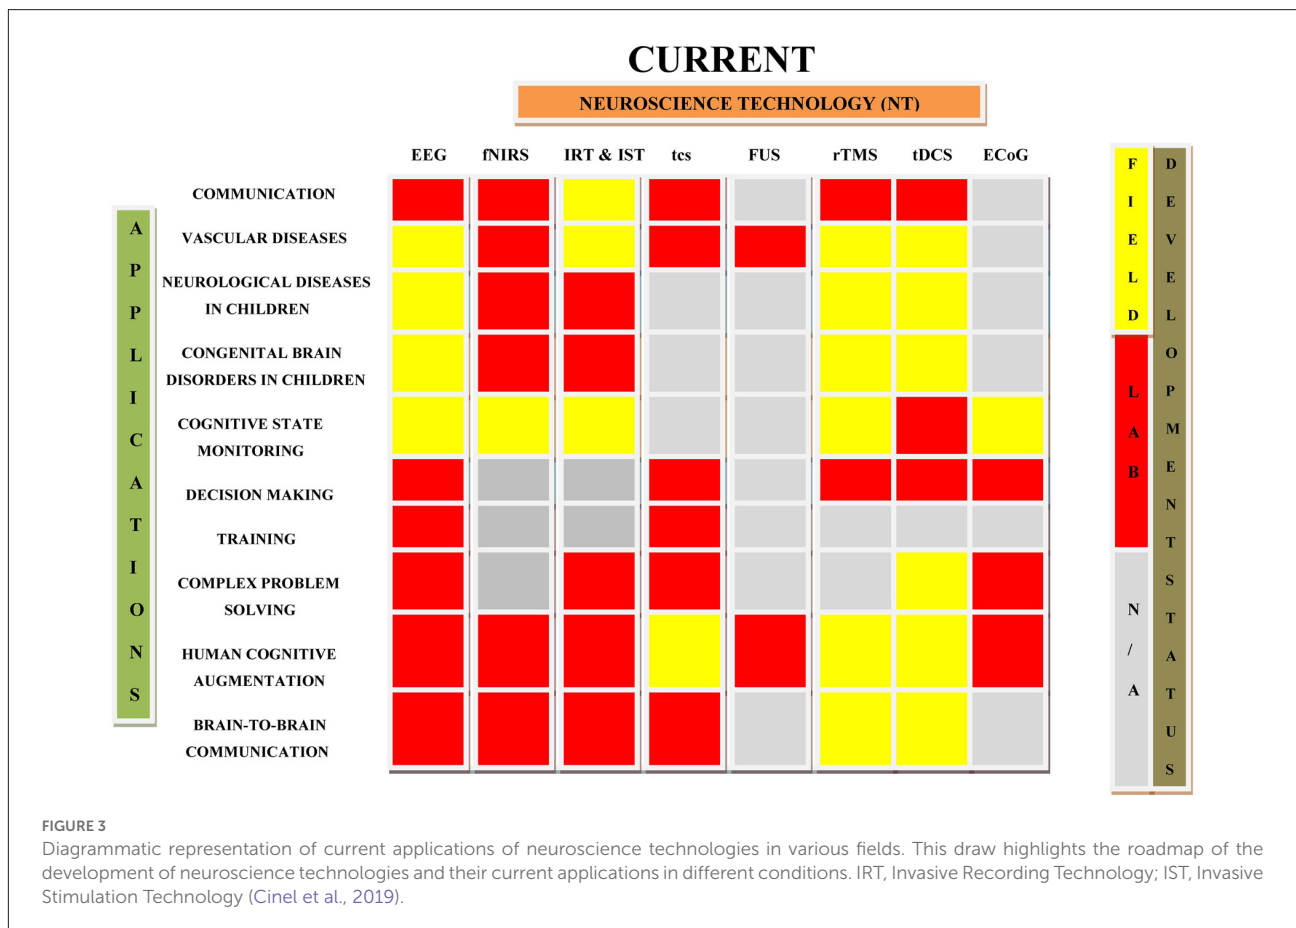 CURRENT
NEUROSCIENCE TECHNOLOGY (NT)
EEG fNIRS IRT & IST tcs FUS rTMS tDCS ECoG
APPLICATIONS
COMMUNICATION
VASCULAR DISEASES
NEUROLOGICAL DISEASES
IN CHILDREN
CONGENITAL BRAIN
DISORDERS IN CHILDREN
COGNITIVE STATE
MONITORING
DECISION MAKING
TRAINING
COMPLEX PROBLEM
SOLVING
HUMAN COGNITIVE
AUGMENTATION
BRAIN-TO-BRAIN
COMMUNICATION
FIELD
LAB
N/A
DEVELOPMENT STATUS
FIGURE 3
Diagrammatic representation of current applications of neuroscience technologies in various fields. This draw highlights the roadmap of the
development of neuroscience technologies and their current applications in different conditions. IRT, Invasive Recording Technology; IST, Invasive
Stimulation Technology (Cinel et al., 2019).